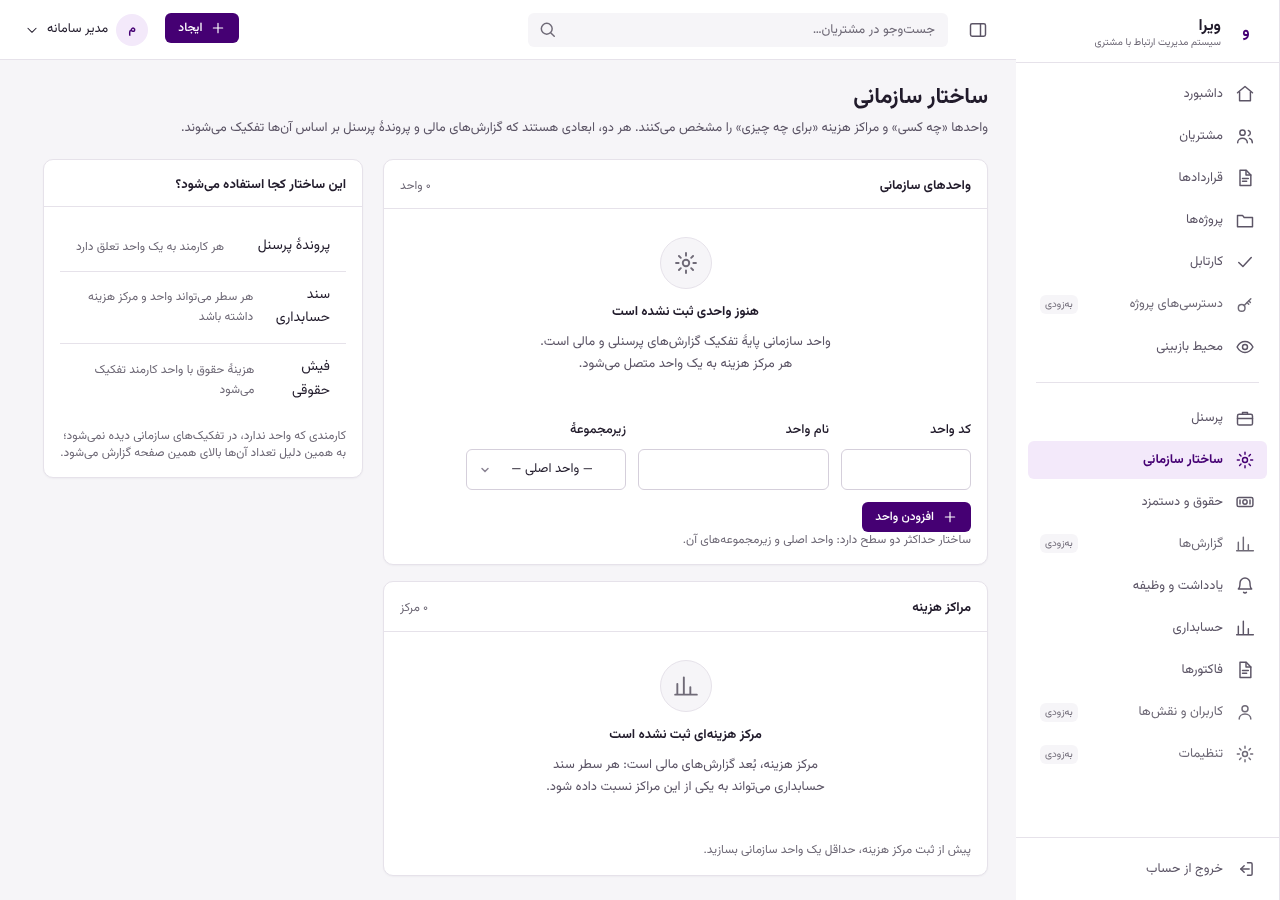 و
ویرا
سیستم مدیریت ارتباط با مشتری
داشبورد
مشتریان
قراردادها
پروژه‌ها
کارتابل
دسترسی‌های پروژه
به‌زودی
محیط بازبینی
پرسنل
ساختار سازمانی
حقوق و دستمزد
گزارش‌ها
به‌زودی
یادداشت و وظیفه
حسابداری
فاکتورها
کاربران و نقش‌ها
به‌زودی
تنظیمات
به‌زودی
خروج از حساب
جست‌وجو در مشتریان...
ایجاد
م
مدیر سامانه
ساختار سازمانی
واحدها «چه کسی» و مراکز هزینه «برای چه چیزی» را مشخص می‌کنند. هر دو، ابعادی هستند که گزارش‌های مالی و پروندهٔ پرسنل بر اساس آن‌ها تفکیک می‌شوند.
واحدهای سازمانی
۰ واحد
هنوز واحدی ثبت نشده است
واحد سازمانی پایهٔ تفکیک گزارش‌های پرسنلی و مالی است.
هر مرکز هزینه به یک واحد متصل می‌شود.
کد واحد
نام واحد
زیرمجموعهٔ
— واحد اصلی —
افزودن واحد
ساختار حداکثر دو سطح دارد: واحد اصلی و زیرمجموعه‌های آن.
مراکز هزینه
۰ مرکز
مرکز هزینه‌ای ثبت نشده است
مرکز هزینه، بُعد گزارش‌های مالی است: هر سطر سند
حسابداری می‌تواند به یکی از این مراکز نسبت داده شود.
پیش از ثبت مرکز هزینه، حداقل یک واحد سازمانی بسازید.
این ساختار کجا استفاده می‌شود؟
پروندهٔ پرسنل
هر کارمند به یک واحد تعلق دارد
سند
حسابداری
هر سطر می‌تواند واحد و مرکز هزینه
داشته باشد
فیش
حقوقی
هزینهٔ حقوق با واحد کارمند تفکیک
می‌شود
کارمندی که واحد ندارد، در تفکیک‌های سازمانی دیده نمی‌شود؛
به همین دلیل تعداد آن‌ها بالای همین صفحه گزارش می‌شود.